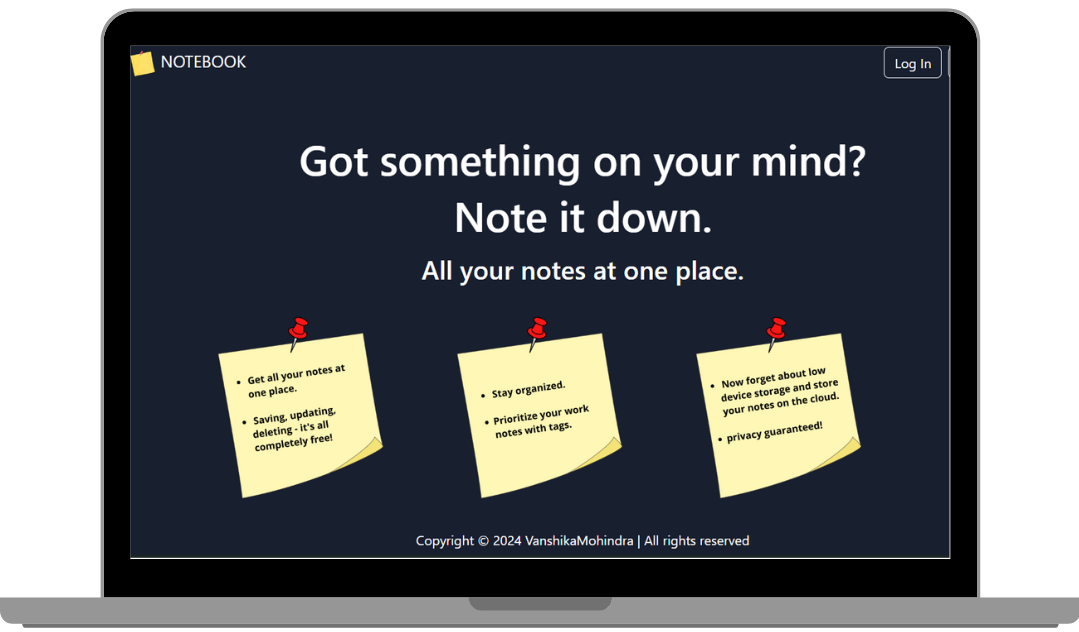 NOTEBOOK
Log In
Got something on your mind?
Note it down.
All your notes at one place.
• Get all your notes at
one place.
• Saving, updating,
deleting - it's all
completely free!
• Stay organized.
• Prioritize your work
notes with tags.
• Now forget about low
device storage and store
your notes on the cloud.
• privacy guaranteed!
Copyright © 2024 VanshikaMohindra | All rights reserved